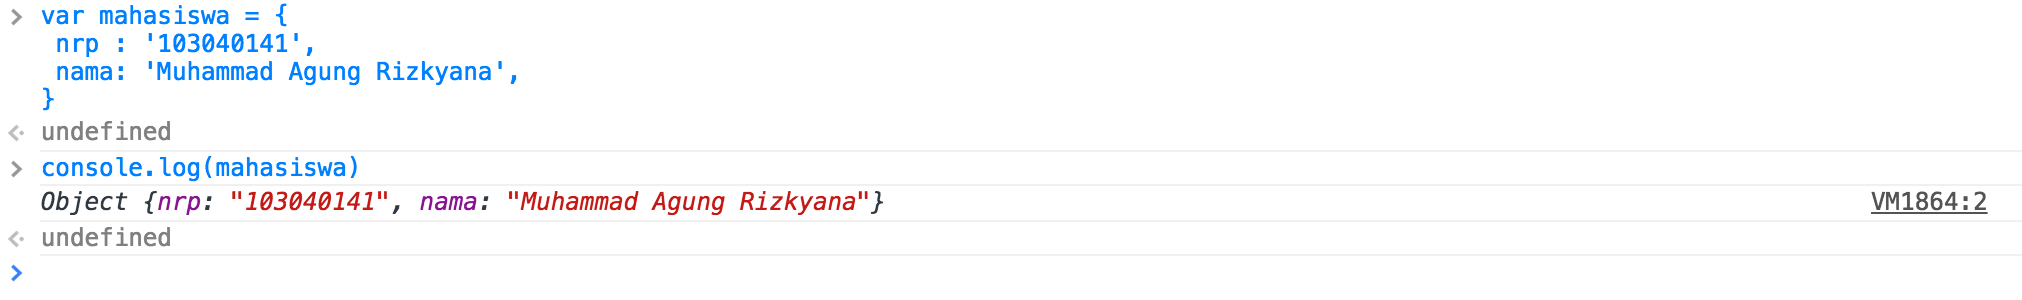 var mahasiswa = {
nrp : '103040141',
nama: 'Muhammad Agung Rizkyana',
}
undefined
console.log(mahasiswa)
Object {nrp: "103040141", nama: "Muhammad Agung Rizkyana"} VM1864:2
undefined